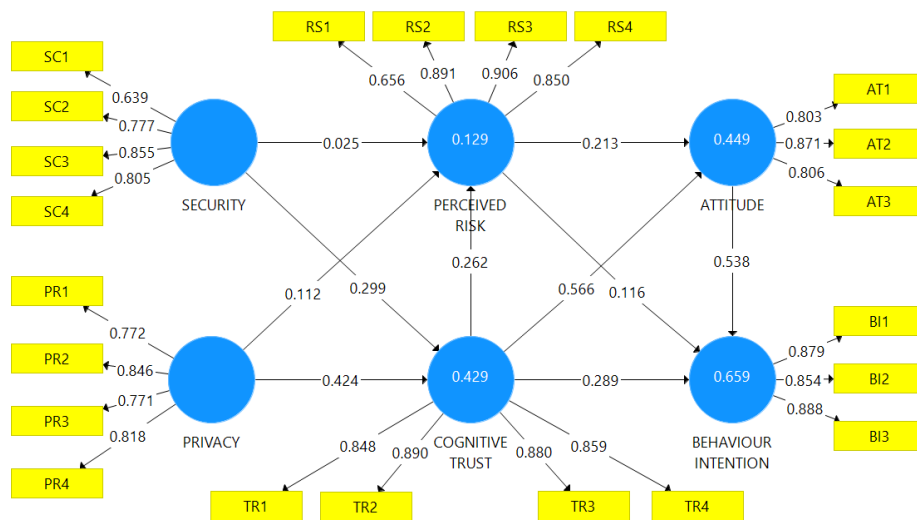 RS1 RS2 RS3 RS4
0.656 0.891 0.906 0.850
SC1
SC2
SC3
SC4
0.639
0.777
0.855
0.805
SECURITY
0.025
0.129
PERCEIVED
RISK
0.213
0.449
ATTITUDE
0.803
0.871
0.806
AT1
AT2
AT3
0.112
0.299
0.262
0.566
0.116
0.538
PR1
PR2
PR3
PR4
0.772
0.846
0.771
0.818
PRIVACY
0.424
0.429
COGNITIVE
TRUST
0.289
0.659
BEHAVIOUR
INTENTION
0.879
0.854
0.888
BI1
BI2
BI3
0.848 0.890 0.880 0.859
TR1 TR2 TR3 TR4